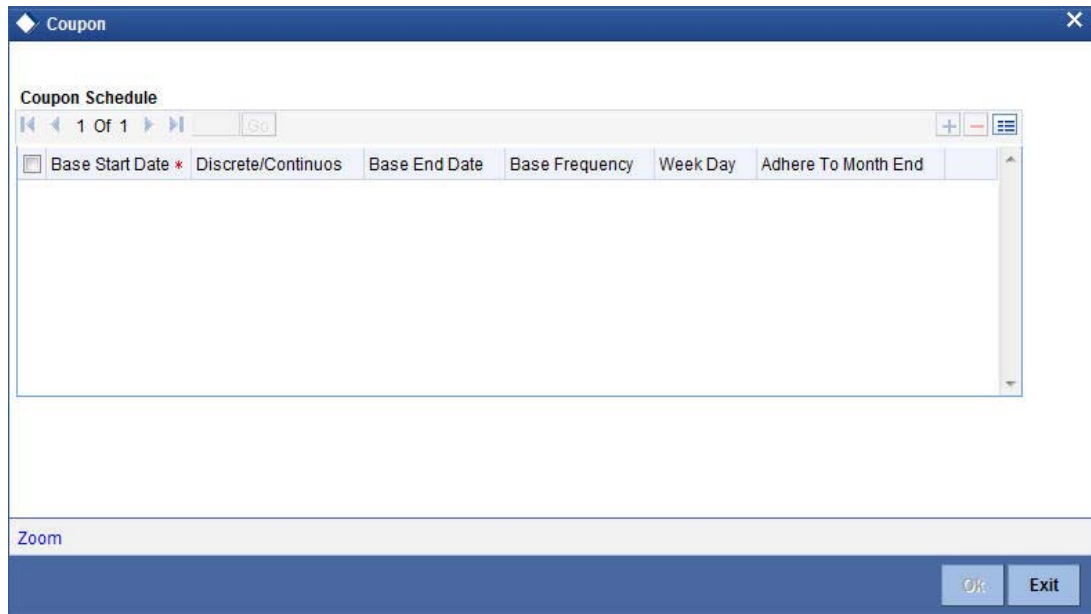 Coupon
Coupon Schedule
1 Of 1 Go
Base Start Date * Discrete/Continuos Base End Date Base Frequency Week Day Adhere To Month End
Zoom
Ok Exit